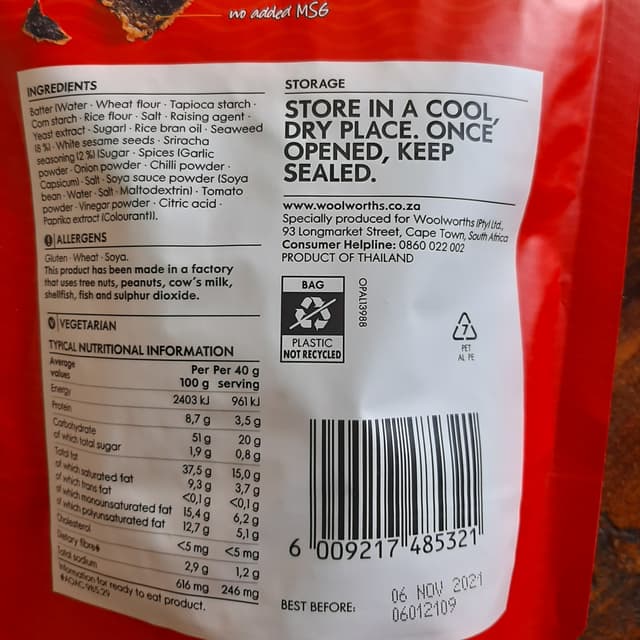 no added MSG
INGREDIENTS
Batter (Water · Wheat flour · Tapioca starch ·
Corn starch · Rice flour · Salt · Raising agent ·
Yeast extract · Sugar) · Rice bran oil · Seaweed
(8 %) · White sesame seeds · Sriracha
seasoning (2 %) (Sugar · Spices (Garlic
powder · Onion powder · Chilli powder ·
Capsicum) · Salt · Soya sauce powder (Soya
bean · Water · Salt · Maltodextrin) · Tomato
powder · Vinegar powder · Citric acid ·
Paprika extract (Colourant)).
ALLERGENS
Gluten · Wheat · Soya.
This product has been made in a factory
that uses tree nuts, peanuts, cow's milk,
shellfish, fish and sulphur dioxide.
V VEGETARIAN
TYPICAL NUTRITIONAL INFORMATION
Average values Per 100 g Per 40 g serving
Energy 2403 kJ 961 kJ
Protein 8,7 g 3,5 g
Carbohydrate 51 g 20 g
of which total sugar 1,9 g 0,8 g
Total fat 37,5 g 15,0 g
of which saturated fat 9,3 g 3,7 g
of which trans fat <0,1 g <0,1 g
of which monounsaturated fat 15,4 g 6,2 g
of which polyunsaturated fat 12,7 g 5,1 g
Cholesterol <5 mg <5 mg
Dietary fibre♦ 2,9 g 1,2 g
Total sodium 616 mg 246 mg
Information for ready to eat product.
♦AOAC 985.29
STORAGE
STORE IN A COOL,
DRY PLACE. ONCE
OPENED, KEEP
SEALED.
www.woolworths.co.za
Specially produced for Woolworths (Pty) Ltd.,
93 Longmarket Street, Cape Town, South Africa
Consumer Helpline: 0860 022 002
PRODUCT OF THAILAND
BAG
PLASTIC
NOT RECYCLED
OPALI3988
7
PET
AL PE
6 009217 485321
BEST BEFORE: 06 NOV 2021
06012109